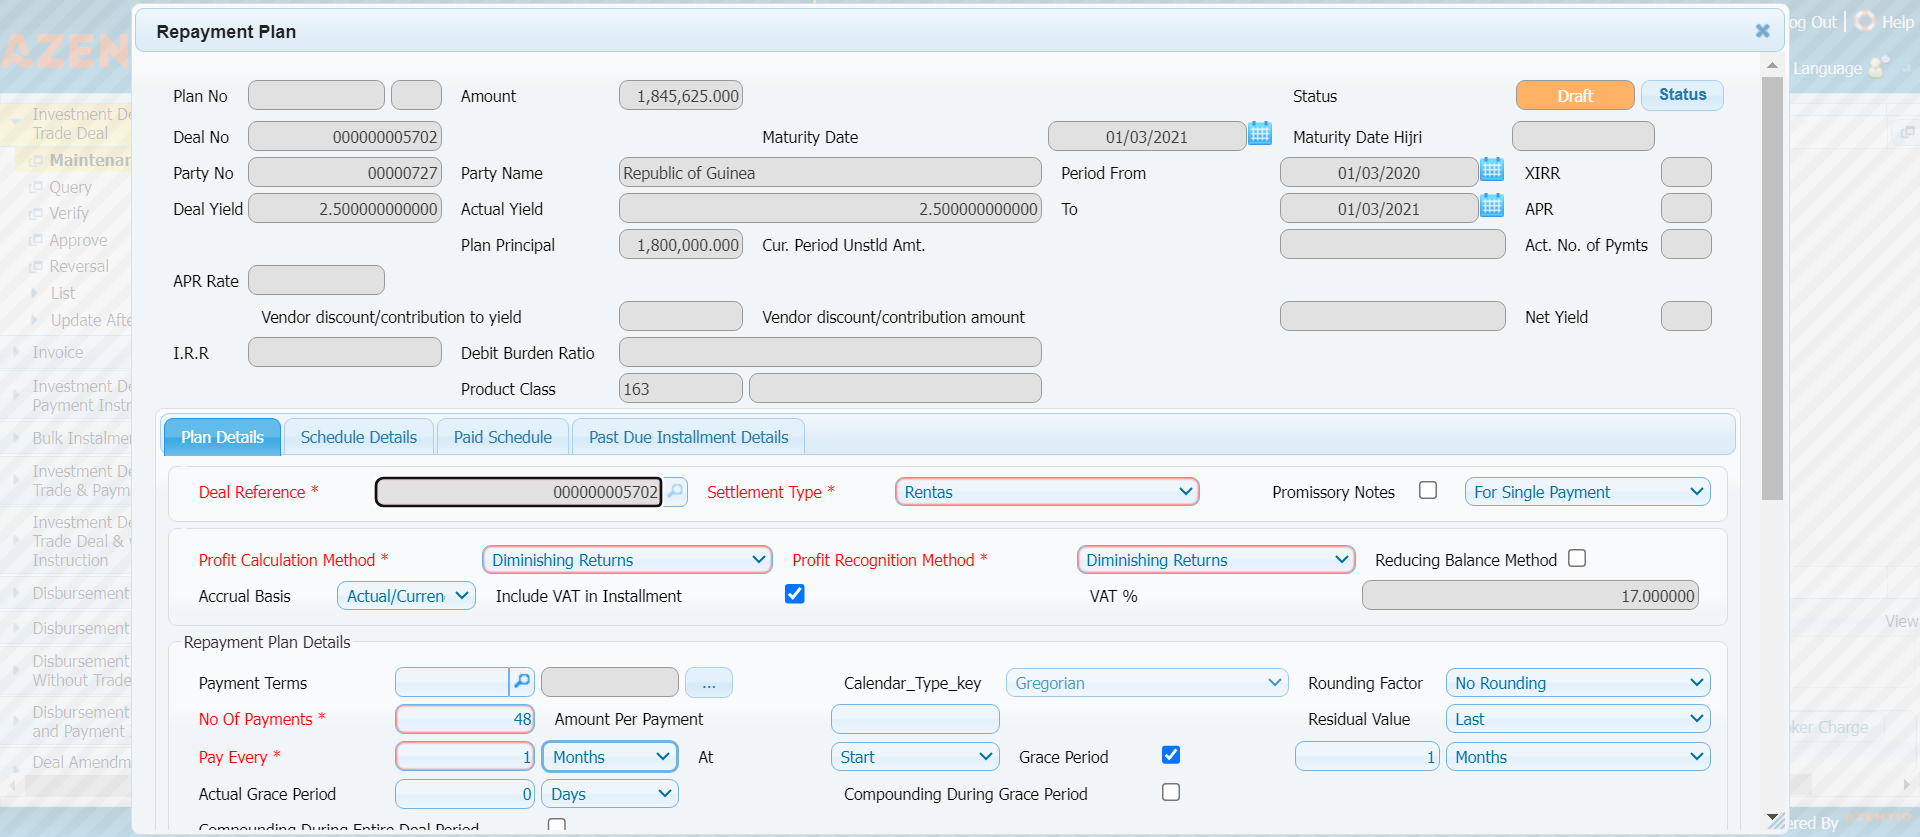 Repayment Plan
AZEN
Log Out | Help
Language
Plan No Amount 1,845,625.000 Status Draft Status
Deal No 000000005702 Maturity Date 01/03/2021 Maturity Date Hijri
Party No 00000727 Party Name Republic of Guinea Period From 01/03/2020 XIRR
Deal Yield 2.500000000000 Actual Yield 2.500000000000 To 01/03/2021 APR
Plan Principal 1,800,000.000 Cur. Period Unstld Amt. Act. No. of Pymts
APR Rate
Vendor discount/contribution to yield Vendor discount/contribution amount Net Yield
I.R.R Debit Burden Ratio
Product Class 163
Plan Details Schedule Details Paid Schedule Past Due Installment Details
Deal Reference * 000000005702 Settlement Type * Rentas Promissory Notes For Single Payment
Profit Calculation Method * Diminishing Returns Profit Recognition Method * Diminishing Returns Reducing Balance Method
Accrual Basis Actual/Curren Include VAT in Installment VAT % 17.000000
Repayment Plan Details
Payment Terms ... Calendar_Type_key Gregorian Rounding Factor No Rounding
No Of Payments * 48 Amount Per Payment Residual Value Last
Pay Every * 1 Months At Start Grace Period 1 Months
Actual Grace Period 0 Days Compounding During Grace Period
Compounding During Entire Deal Period
Investment De
Trade Deal
Maintenan
Query
Verify
Approve
Reversal
List
Update Afte
Invoice
Investment De
Payment Instr
Bulk Instalmen
Investment De
Trade & Paym
Investment De
Trade Deal &
Instruction
Disbursement
Disbursement
Disbursement
Without Trade
Disbursement
and Payment
Deal Amendm
View
ker Charge
ered By